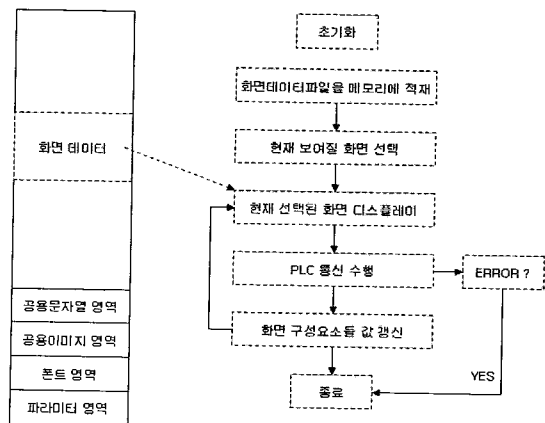 초기화
화면데이터파일을 메모리에 적재
화면 데이터
현재 보여질 화면 선택
현재 선택된 화면 디스플레이
PLC 통신 수행
ERROR ?
공용문자열 영역
공용이미지 영역
화면 구성요소들 값 갱신
폰트 영역
YES
종료
파라미터 영역